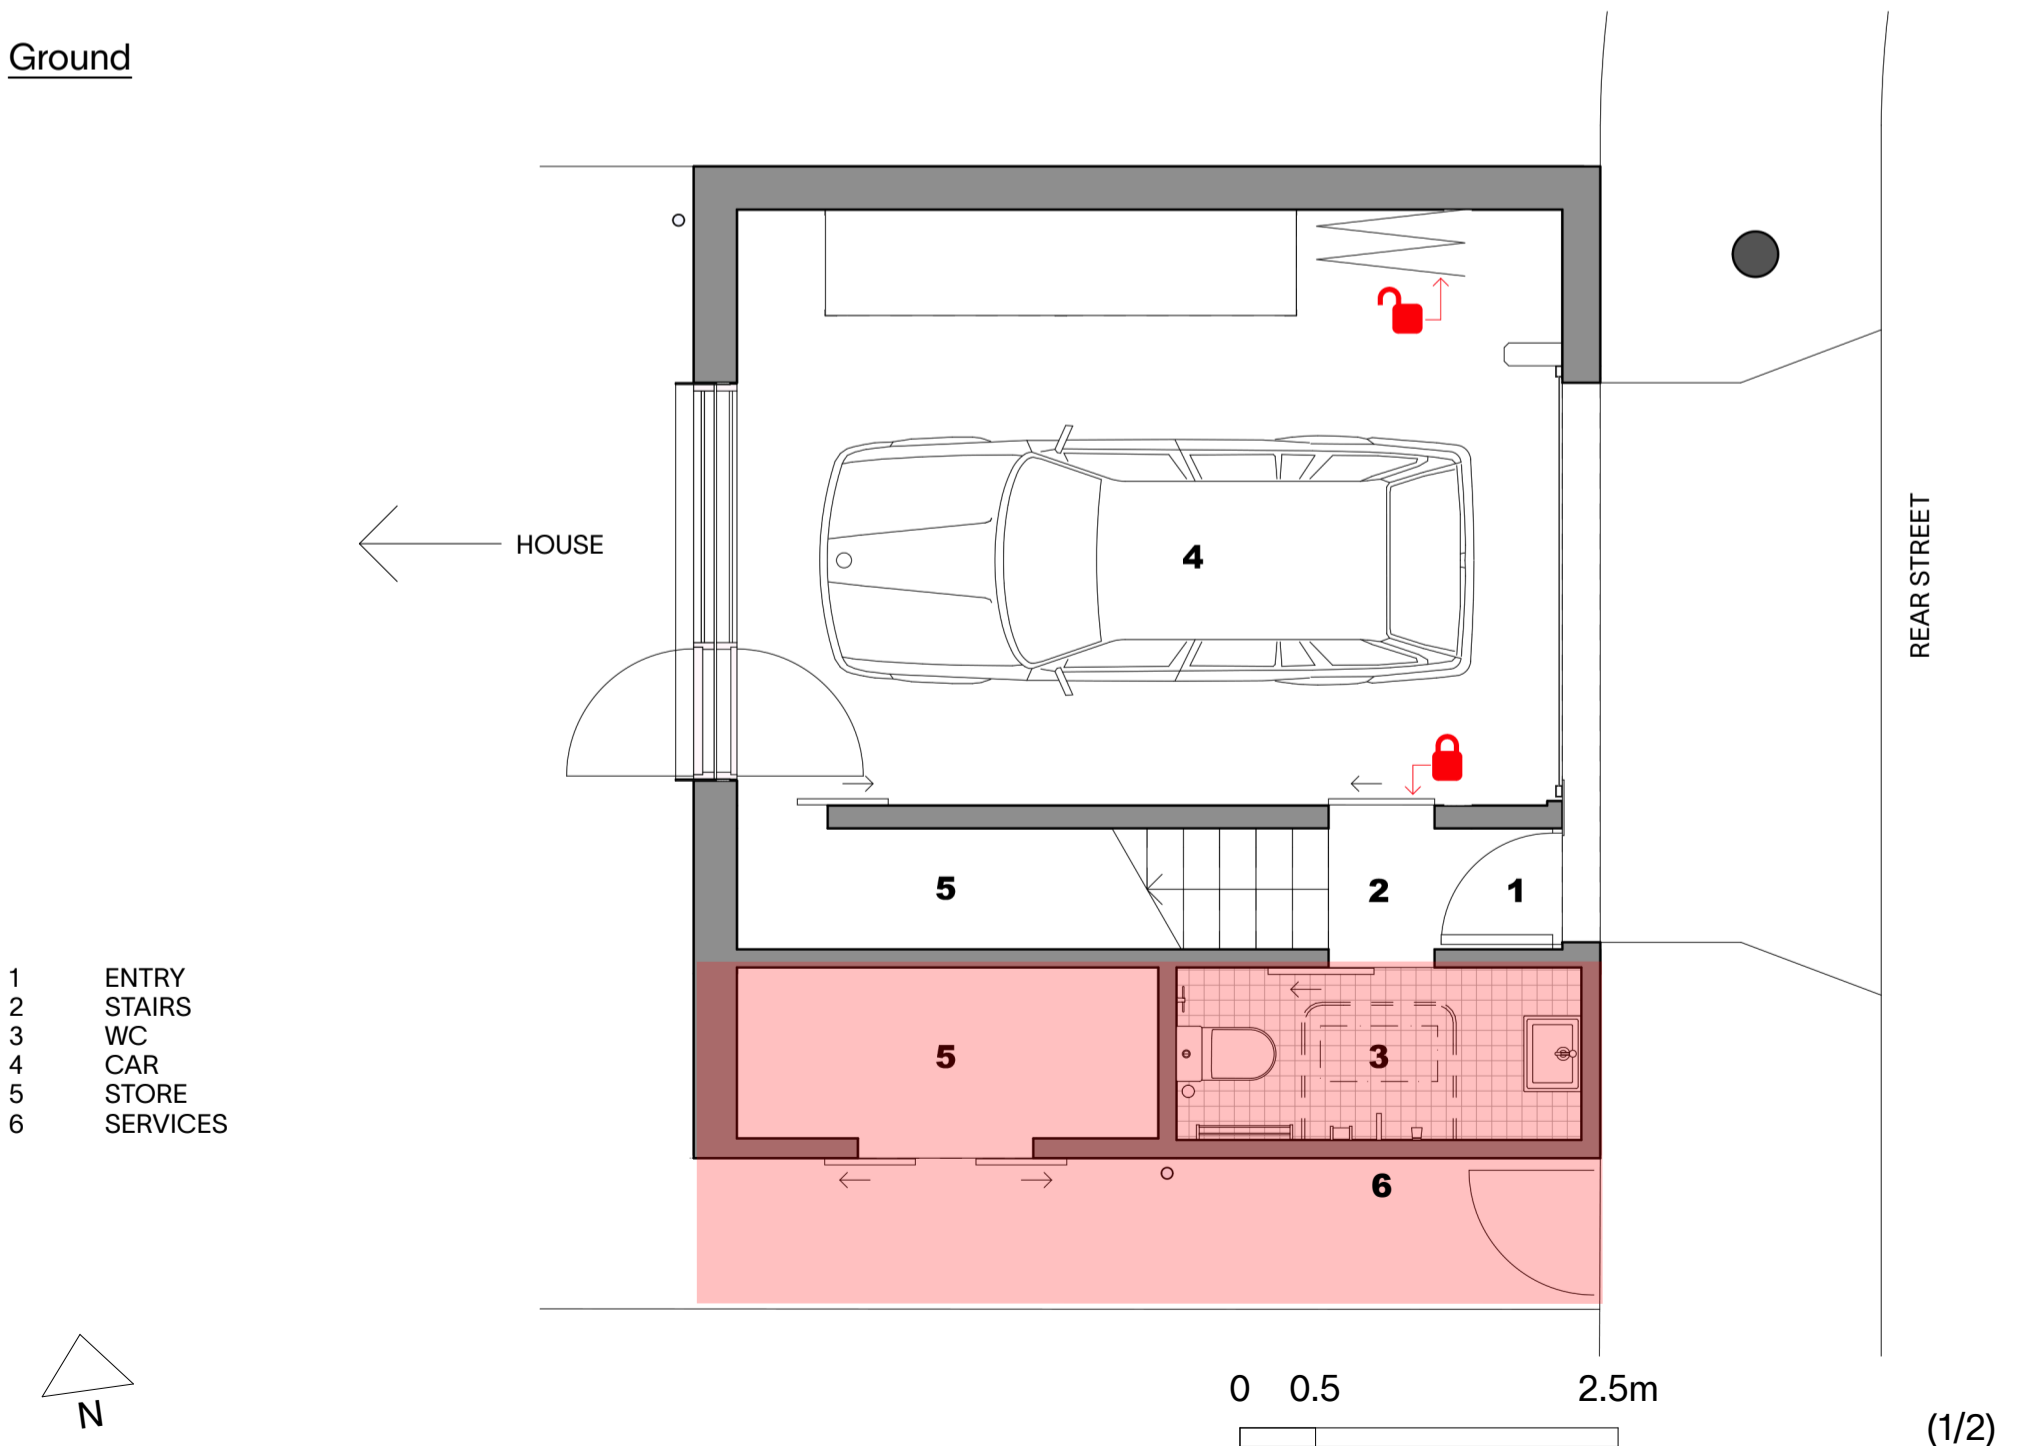 Ground
HOUSE
REAR STREET
4
5
2
1
5
3
6
1 ENTRY
2 STAIRS
3 WC
4 CAR
5 STORE
6 SERVICES
N
0 0.5 2.5m
(1/2)